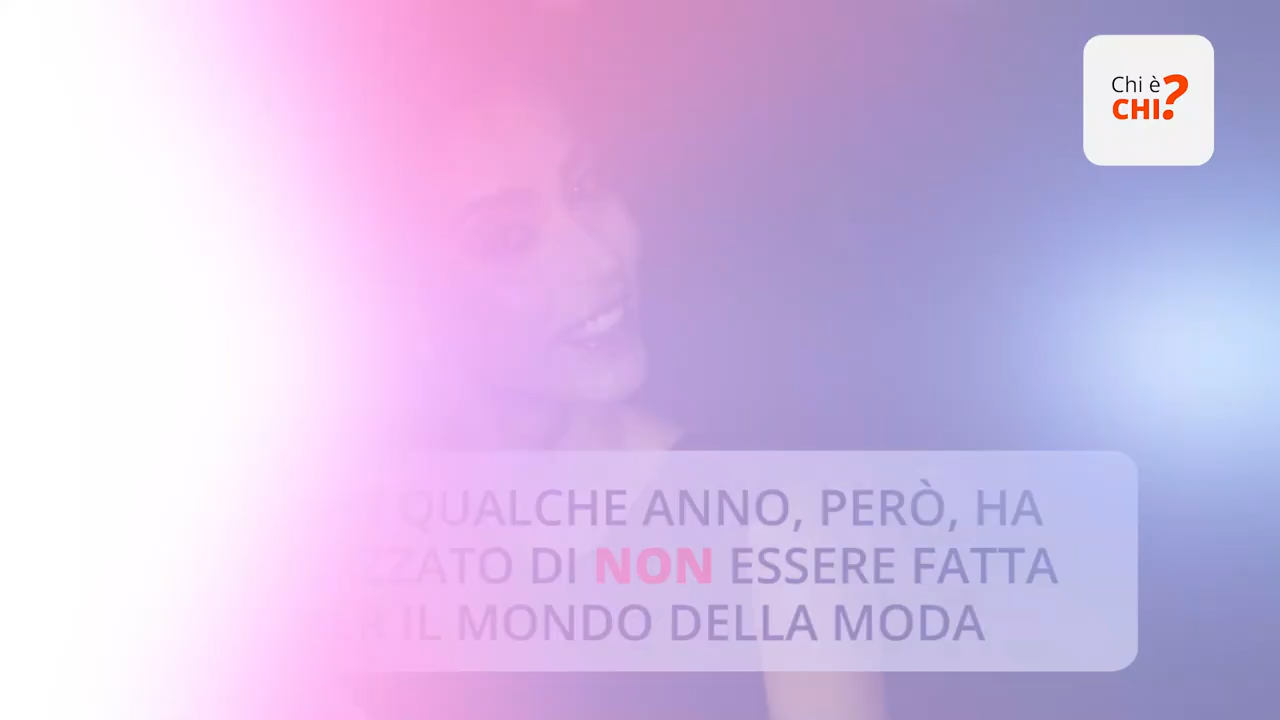 Chi è
CHI?
QUALCHE ANNO, PERÒ, HA
DI NON ESSERE FATTA
IL MONDO DELLA MODA